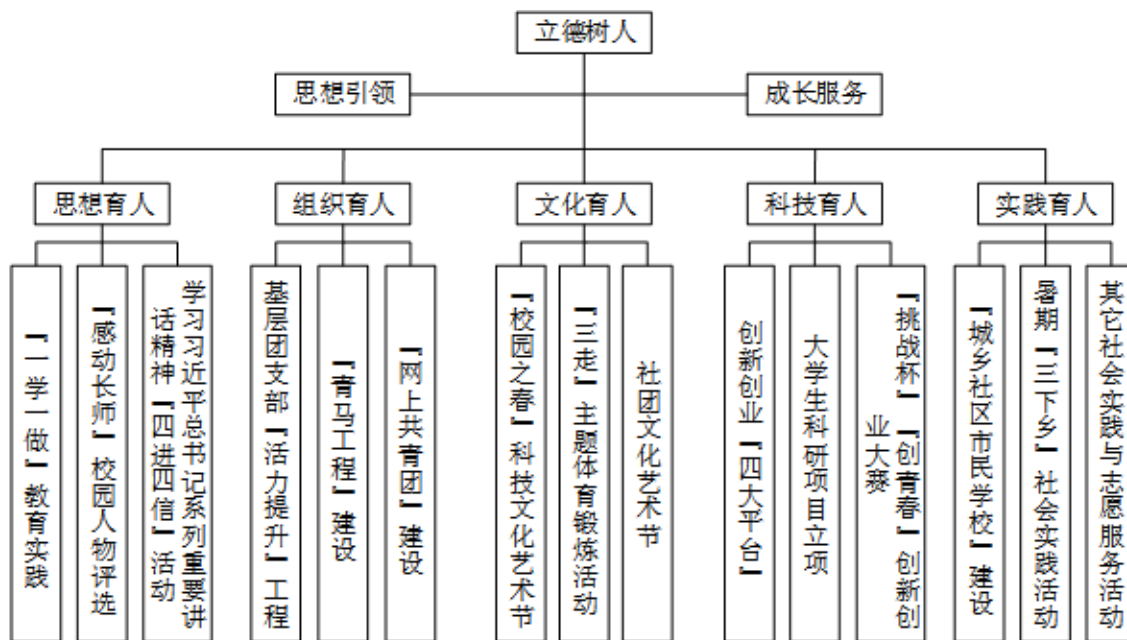 立德树人
思想引领
成长服务
思想育人
组织育人
文化育人
科技育人
实践育人
『一学一做』教育实践
『感动长师』校园人物评选
学习习近平总书记系列重要讲
话精神『四进四信』活动
基层团支部『活力提升』工程
『青马工程』建设
『网上共青团』建设
『校园之春』科技文化艺术节
『三走』主题体育锻炼活动
社团文化艺术节
创新创业『四大平台』
大学生科研项目立项
『挑战杯』『创青春』创新创
业大赛
『城乡社区市民学校』建设
暑期『三下乡』社会实践活动
其它社会实践与志愿服务活动